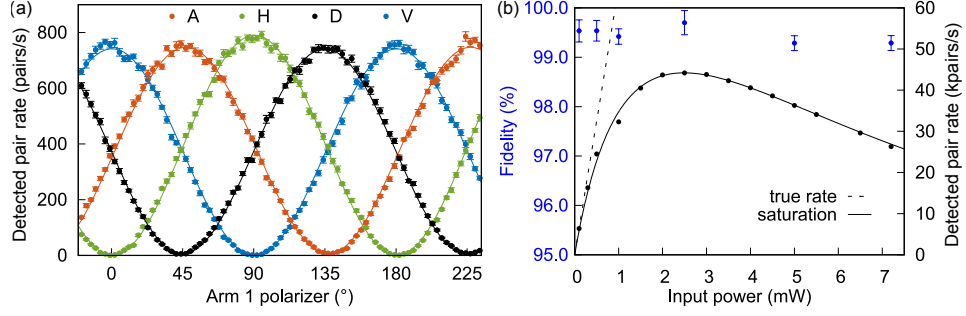 (a)
A H D V
Detected pair rate (pairs/s)
800
600
400
200
0
0 45 90 135 180 225
Arm 1 polarizer (°)
(b)
Fidelity (%)
100.0
99.0
98.0
97.0
96.0
95.0
true rate
saturation
0 1 2 3 4 5 6 7
Input power (mW)
60
50
40
30
20
10
0
Detected pair rate (kpairs/s)